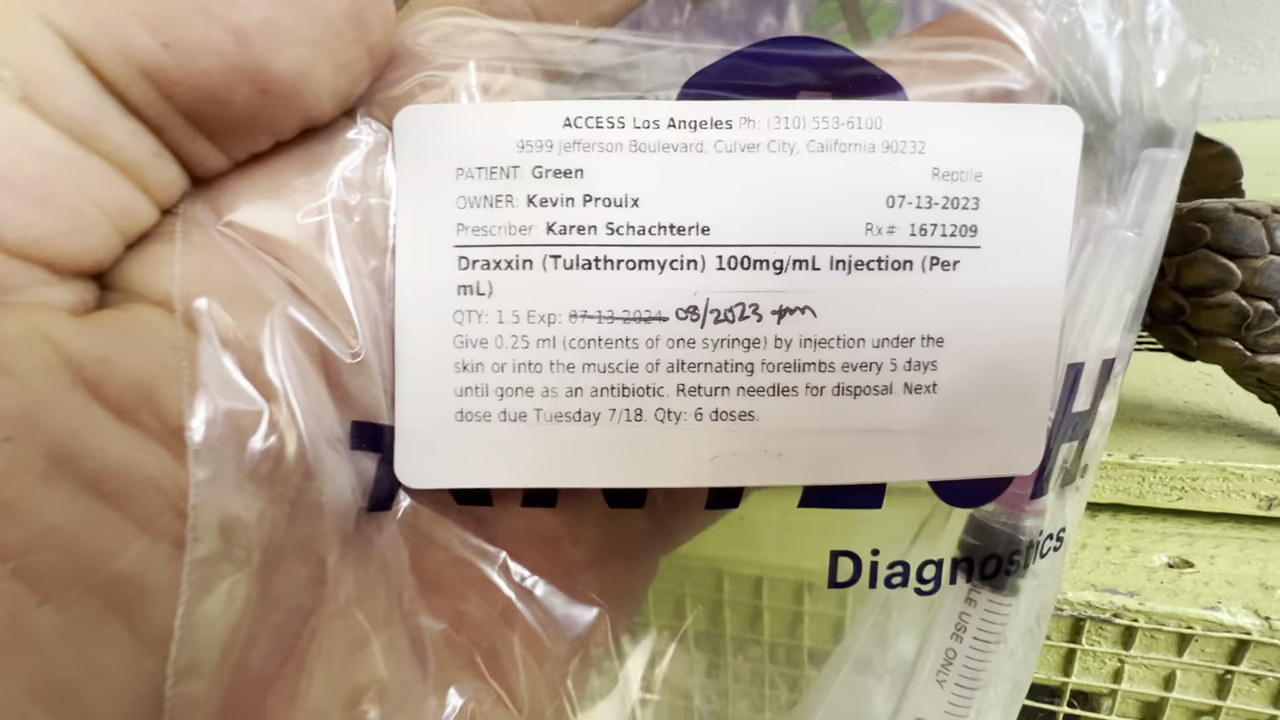 ACCESS Los Angeles Ph: (310) 558-6100
9599 Jefferson Boulevard, Culver City, California 90232
PATIENT: Green Reptile
OWNER: Kevin Proulx 07-13-2023
Prescriber: Karen Schachterle Rx#: 1671209
Draxxin (Tulathromycin) 100mg/mL Injection (Per
mL)
QTY: 1.5 Exp: 07-13-2024 08/2023
Give 0.25 ml (contents of one syringe) by injection under the
skin or into the muscle of alternating forelimbs every 5 days
until gone as an antibiotic. Return needles for disposal. Next
dose due Tuesday 7/18. Qty: 6 doses.
Diagnostics
USE ONLY